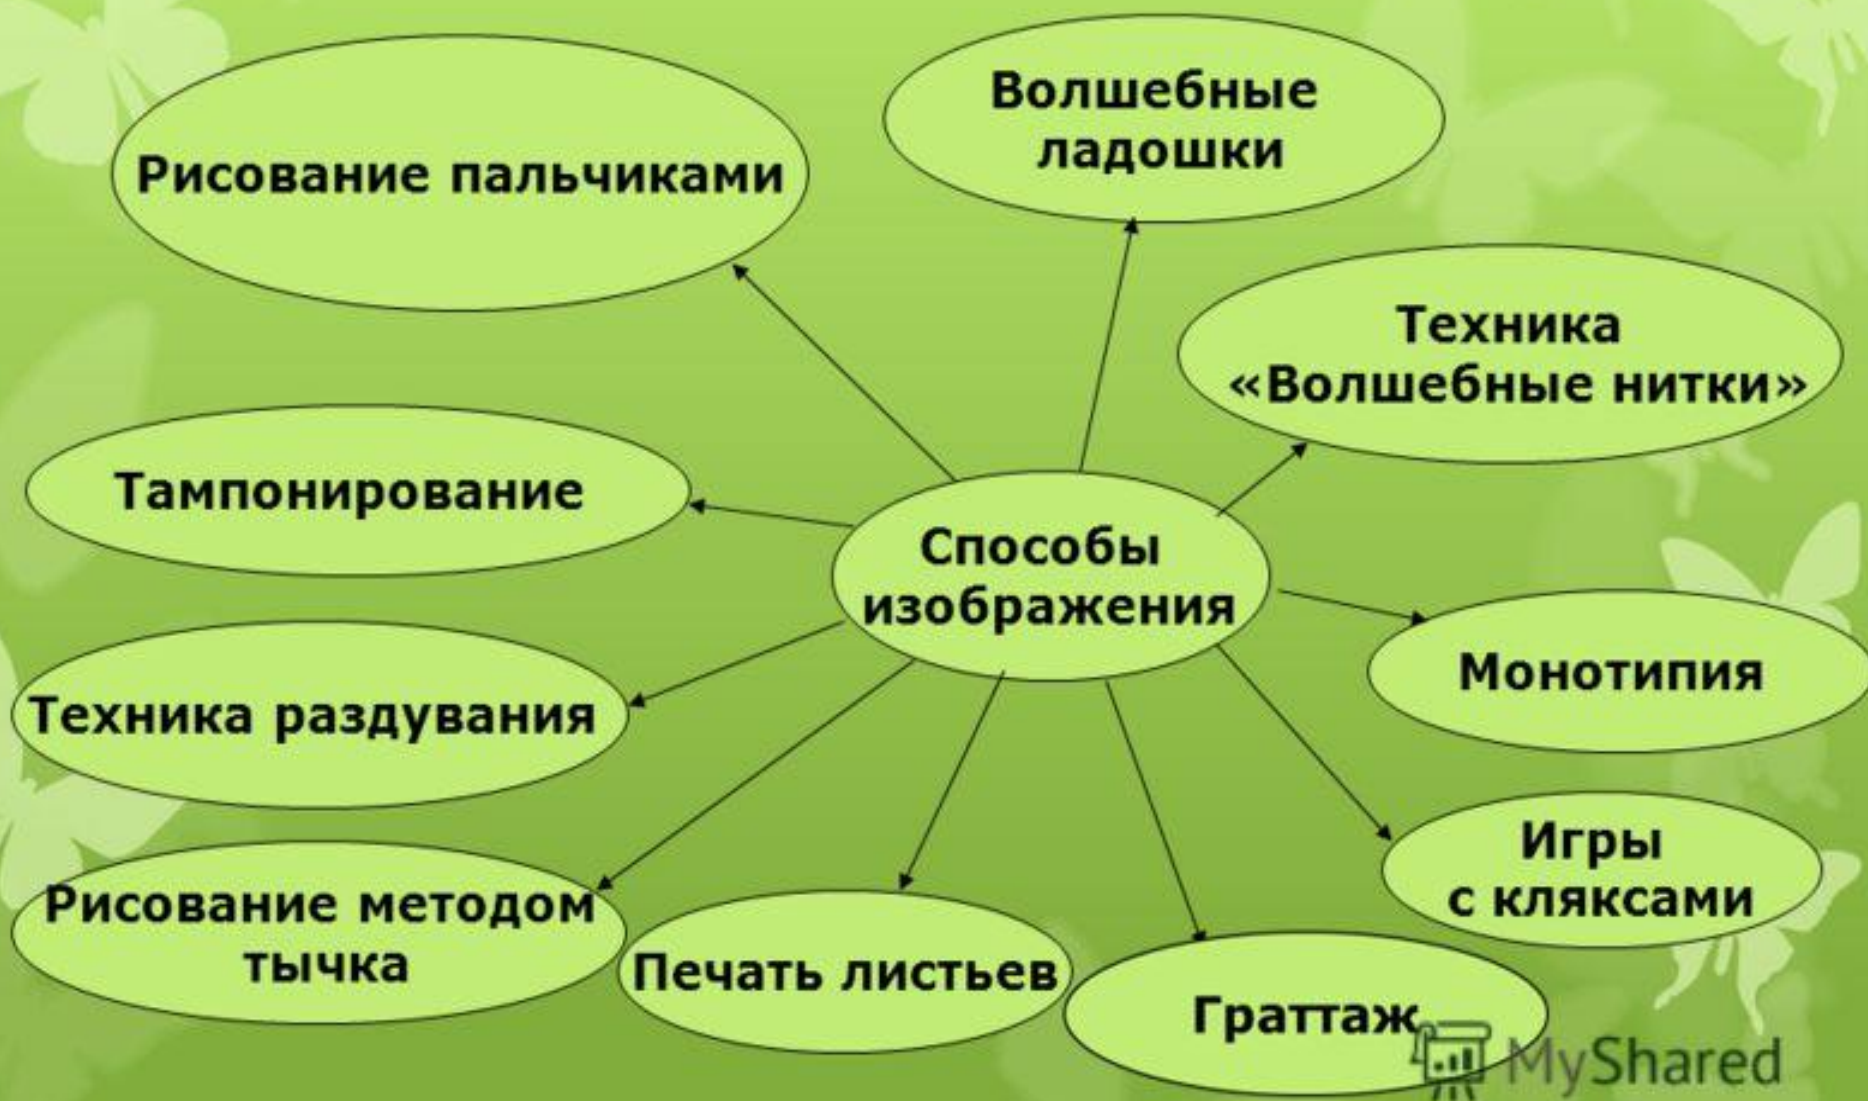 Волшебные
ладошки
Рисование пальчиками
Техника
«Волшебные нитки»
Тампонирование
Способы
изображения
Монотипия
Техника раздувания
Игры
с кляксами
Рисование методом
тычка
Печать листьев
Граттаж
MyShared